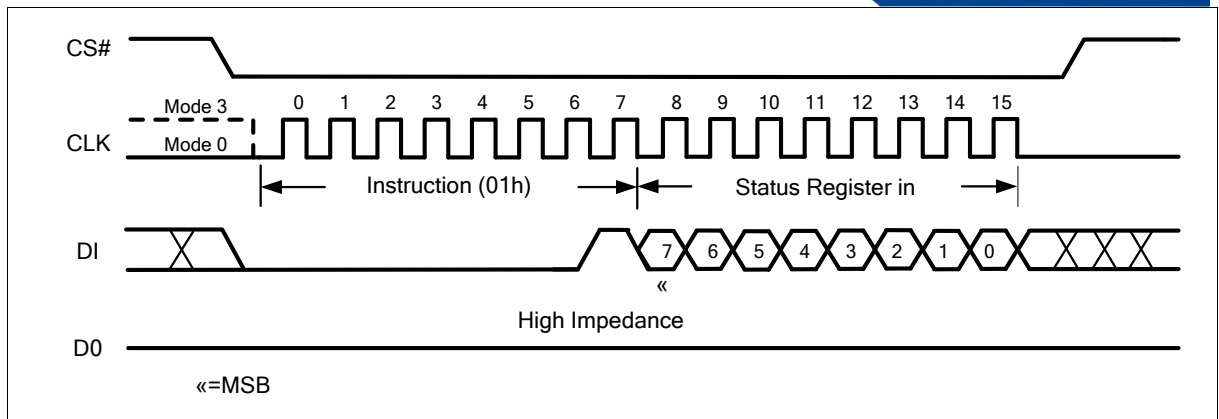 CS#
Mode 3
0 1 2 3 4 5 6 7 8 9 10 11 12 13 14 15
CLK
Mode 0
Instruction (01h)
Status Register in
DI
7 6 5 4 3 2 1 0
«
High Impedance
D0
«=MSB